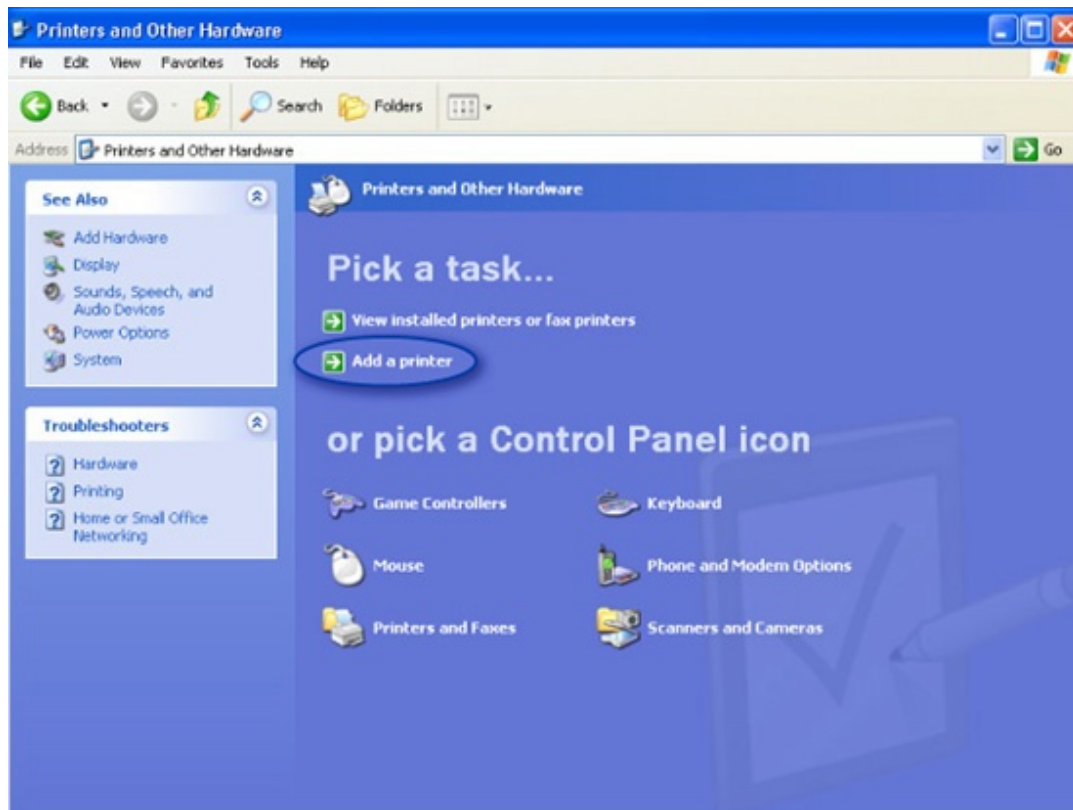 Printers and Other Hardware
File Edit View Favorites Tools Help
Back Search Folders
Address Printers and Other Hardware Go
See Also
Add Hardware
Display
Sounds, Speech, and
Audio Devices
Power Options
System
Troubleshooters
Hardware
Printing
Home or Small Office
Networking
Printers and Other Hardware
Pick a task...
View installed printers or fax printers
Add a printer
or pick a Control Panel icon
Game Controllers Keyboard
Mouse Phone and Modem Options
Printers and Faxes Scanners and Cameras